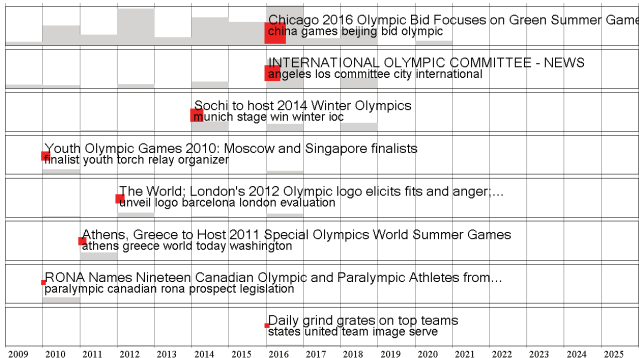 Chicago 2016 Olympic Bid Focuses on Green Summer Game
china games beijing bid olympic
INTERNATIONAL OLYMPIC COMMITTEE - NEWS
angeles los committee city international
Sochi to host 2014 Winter Olympics
munich stage win winter ioc
Youth Olympic Games 2010: Moscow and Singapore finalists
finalist youth torch relay organizer
The World; London's 2012 Olympic logo elicits fits and anger;...
unveil logo barcelona london evaluation
Athens, Greece to Host 2011 Special Olympics World Summer Games
athens greece world today washington
RONA Names Nineteen Canadian Olympic and Paralympic Athletes from...
paralympic canadian rona prospect legislation
Daily grind grates on top teams
states united team image serve
2009 2010 2011 2012 2013 2014 2015 2016 2017 2018 2019 2020 2021 2022 2023 2024 2025